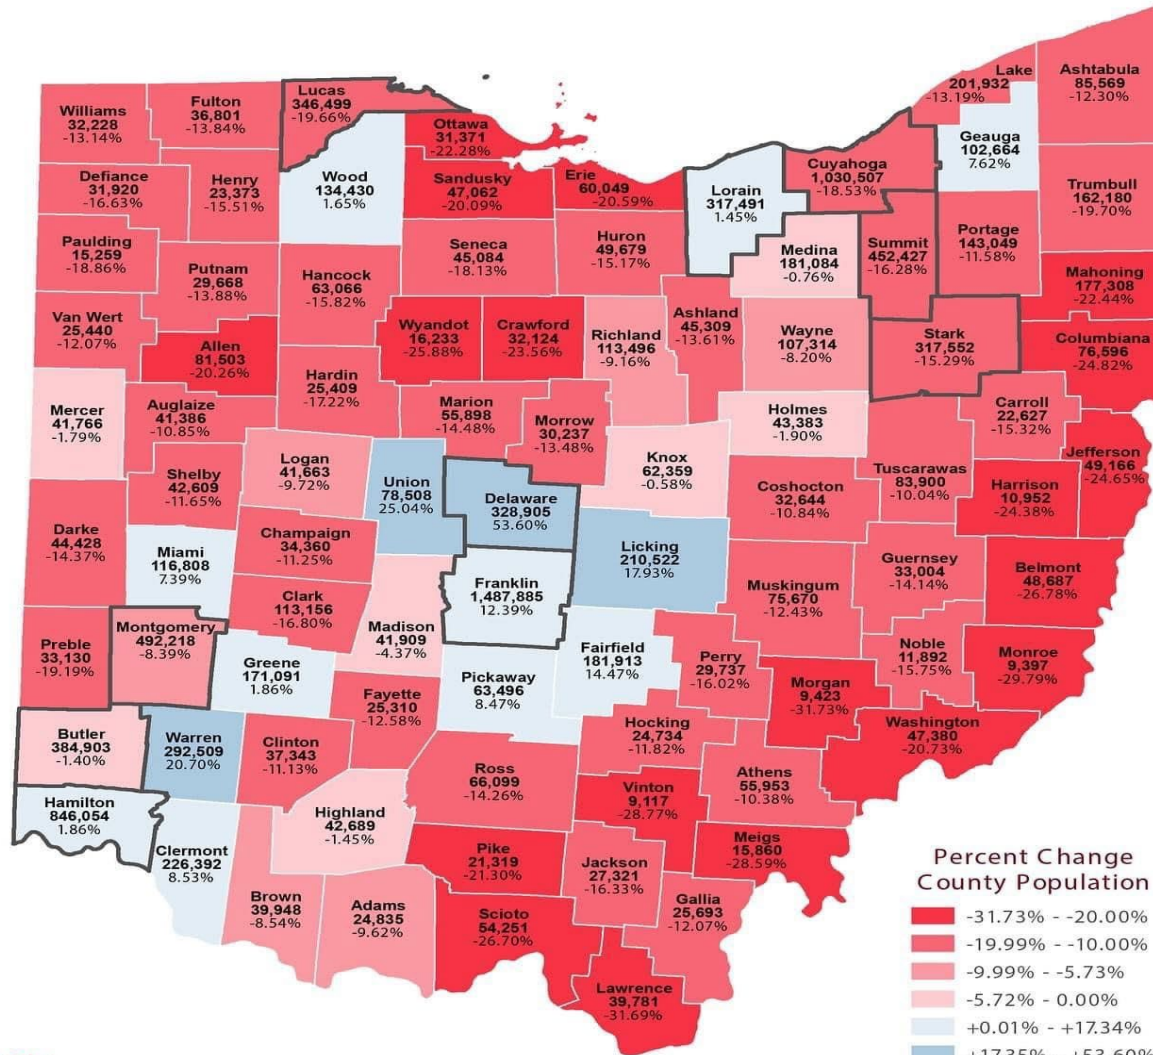 Williams
32,228
-13.14%
Fulton
36,801
-13.84%
Lucas
346,499
-19.66%
Ottawa
31,371
-22.28%
Lake
201,932
-13.19%
Ashtabula
85,569
-12.30%
Geauga
102,664
7.62%
Cuyahoga
1,030,507
-18.53%
Defiance
31,920
-16.63%
Henry
23,373
-15.51%
Wood
134,430
1.65%
Sandusky
47,062
-20.09%
Erie
60,049
-20.59%
Lorain
317,491
1.45%
Trumbull
162,180
-19.70%
Paulding
15,259
-18.86%
Putnam
29,668
-13.88%
Hancock
63,066
-15.82%
Seneca
45,084
-18.13%
Huron
49,679
-15.17%
Medina
181,084
-0.76%
Summit
452,427
-16.28%
Portage
143,049
-11.58%
Mahoning
177,308
-22.44%
Van Wert
25,440
-12.07%
Allen
81,503
-20.26%
Wyandot
16,233
-25.88%
Crawford
32,124
-23.56%
Richland
113,496
-9.16%
Ashland
45,309
-13.61%
Wayne
107,314
-8.20%
Stark
317,552
-15.29%
Columbiana
76,596
-24.82%
Mercer
41,766
-1.79%
Auglaize
41,386
-10.85%
Hardin
25,409
-17.22%
Marion
55,898
-14.48%
Morrow
30,237
-13.48%
Holmes
43,383
-1.90%
Carroll
22,627
-15.32%
Jefferson
49,166
-24.65%
Shelby
42,609
-11.65%
Logan
41,663
-9.72%
Union
78,508
25.04%
Delaware
328,905
53.60%
Knox
62,359
-0.58%
Coshocton
32,644
-10.84%
Tuscarawas
83,900
-10.04%
Harrison
10,952
-24.38%
Darke
44,428
-14.37%
Miami
116,808
7.39%
Champaign
34,360
-11.25%
Licking
210,522
17.93%
Guernsey
33,004
-14.14%
Belmont
48,687
-26.78%
Clark
113,156
-16.80%
Madison
41,909
-4.37%
Franklin
1,487,885
12.39%
Muskingum
75,670
-12.43%
Preble
33,130
-19.19%
Montgomery
492,218
-8.39%
Greene
171,091
1.86%
Fayette
25,310
-12.58%
Pickaway
63,496
8.47%
Fairfield
181,913
14.47%
Perry
29,737
-16.02%
Morgan
9,423
-31.73%
Noble
11,892
-15.75%
Monroe
9,397
-29.79%
Washington
47,380
-20.73%
Butler
384,903
-1.40%
Warren
292,509
20.70%
Clinton
37,343
-11.13%
Ross
66,099
-14.26%
Hocking
24,734
-11.82%
Athens
55,953
-10.38%
Hamilton
846,054
1.86%
Clermont
226,392
8.53%
Highland
42,689
-1.45%
Vinton
9,117
-28.77%
Meigs
15,860
-28.59%
Brown
39,948
-8.54%
Adams
24,835
-9.62%
Pike
21,319
-21.30%
Jackson
27,321
-16.33%
Gallia
25,693
-12.07%
Scioto
54,251
-26.70%
Lawrence
39,781
-31.69%
Percent Change
County Population
-31.73% - -20.00%
-19.99% - -10.00%
-9.99% - -5.73%
-5.72% - 0.00%
+0.01% - +17.34%
+17.35% - +53.60%